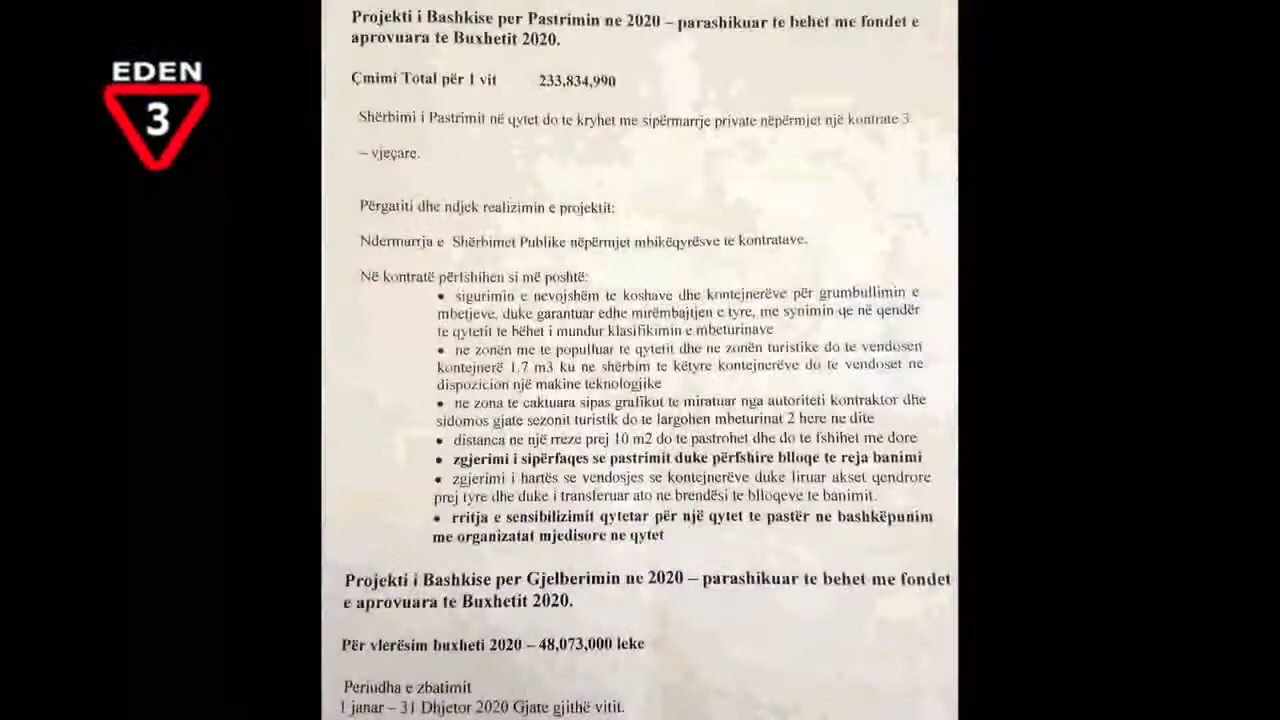 EDEN
3
Projekti i Bashkise per Pastrimin ne 2020 – parashikuar te behet me fondet e
aprovuara te Buxhetit 2020.
Çmimi Total për 1 vit 233,834,990
Shërbimi i Pastrimit në qytet do te kryhet me sipërmarrje private nëpërmjet një kontrate 3
– vjeçare.
Përgatiti dhe ndjek realizimin e projektit:
Ndermarrja e Shërbimet Publike nëpërmjet mbikëqyrësve te kontratave.
Në kontratë përfshihen si më poshtë:
• sigurimin e nevojshëm te koshave dhe kontejnerëve për grumbullimin e
mbetjeve, duke garantuar edhe mirëmbajtjen e tyre, me synimin qe në qendër
te qytetit te bëhet i mundur klasifikimin e mbeturinave
• ne zonën me te populluar te qytetit dhe ne zonën turistike do te vendosen
kontejnerë 1.7 m3 ku ne shërbim te këtyre kontejnerëve do te vendoset ne
dispozicion një makine teknologjike
• ne zona te caktuara sipas grafikut te miratuar nga autoriteti kontraktor dhe
sidomos gjate sezonit turistik do te largohen mbeturinat 2 here ne dite
• distanca ne një rreze prej 10 m2 do te pastrohet dhe do te fshihet me dore
• zgjerimi i sipërfaqes se pastrimit duke përfshire blloqe te reja banimi
• zgjerimi i hartës se vendosjes se kontejnerëve duke liruar akset qendrore
prej tyre dhe duke i transferuar ato ne brendësi te blloqeve te banimit.
• rritja e sensibilizimit qytetar për një qytet te pastër ne bashkëpunim
me organizatat mjedisore ne qytet
Projekti i Bashkise per Gjelberimin ne 2020 – parashikuar te behet me fondet
e aprovuara te Buxhetit 2020.
Për vlerësim buxheti 2020 – 48,073,000 leke
Periudha e zbatimit
1 janar – 31 Dhjetor 2020 Gjate gjithë vitit.